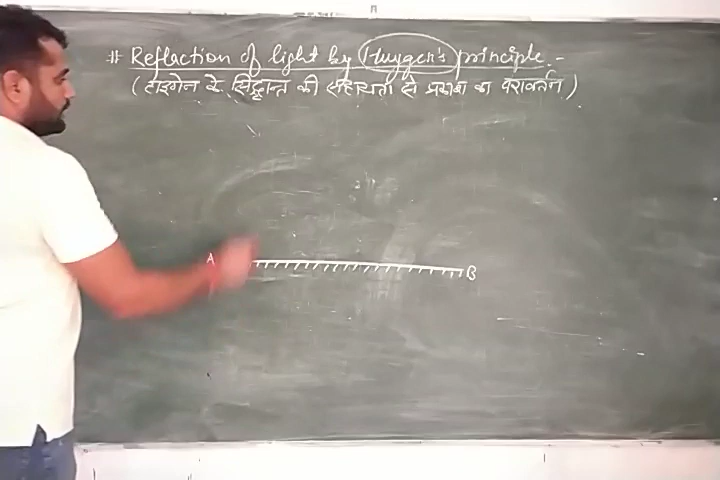 # Reflection of light by Huygen's principle.-
(हाइगेन के सिद्धान्त की सहायता से प्रकाश का परावर्तन)
A B